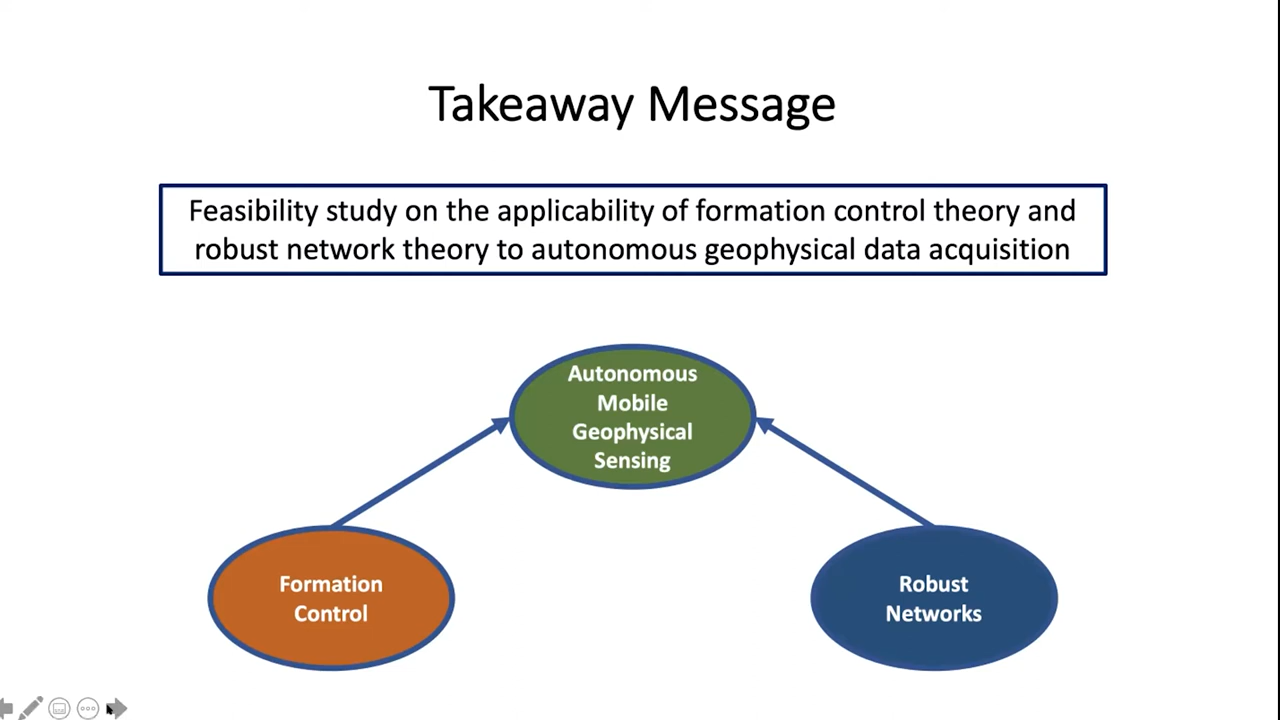 Takeaway Message
Feasibility study on the applicability of formation control theory and
robust network theory to autonomous geophysical data acquisition
Autonomous
Mobile
Geophysical
Sensing
Formation
Control
Robust
Networks